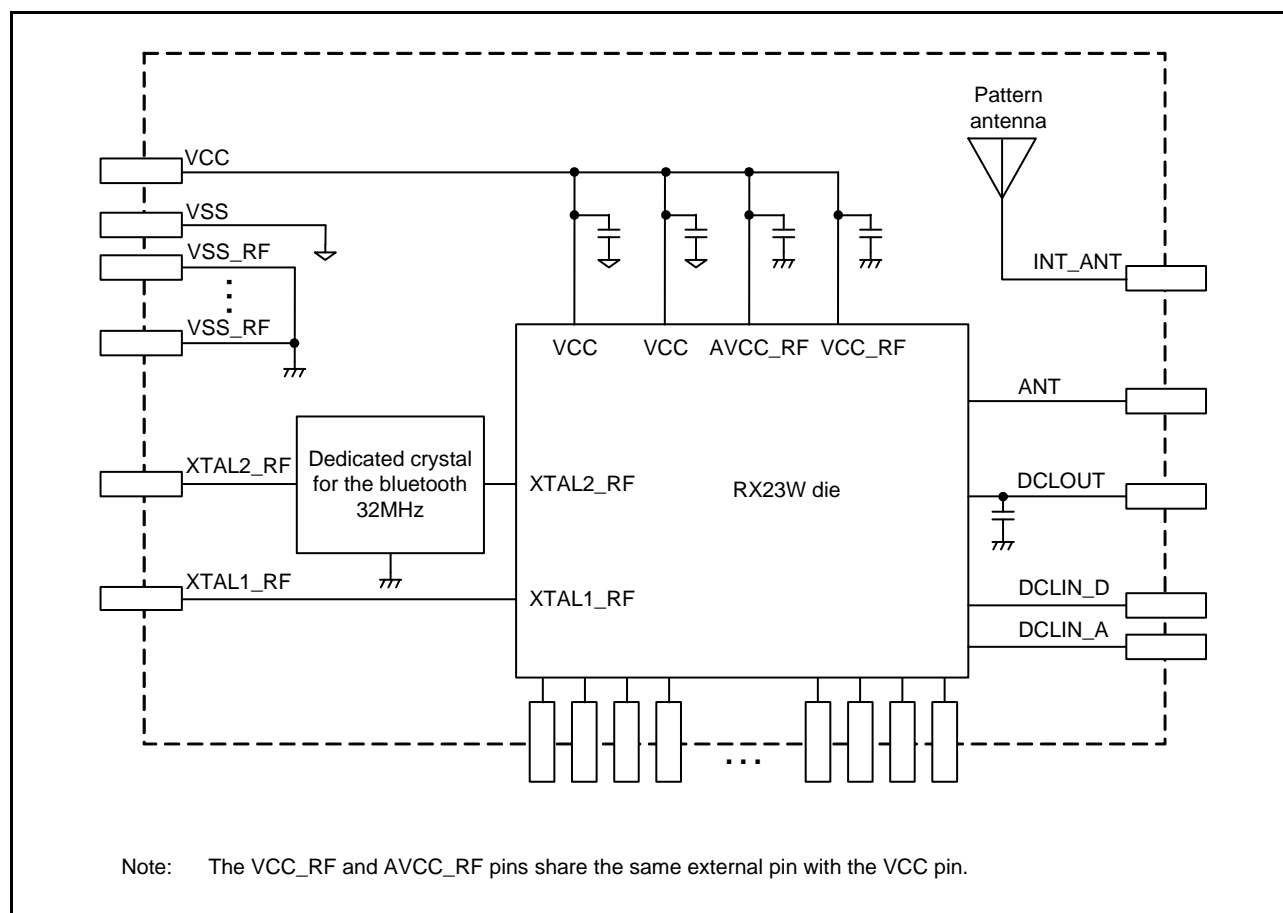 Pattern
antenna
VCC
VSS
VSS_RF
VSS_RF
INT_ANT
VCC VCC AVCC_RF VCC_RF
ANT
XTAL2_RF
Dedicated crystal
for the bluetooth
32MHz
XTAL2_RF
RX23W die
DCLOUT
XTAL1_RF
XTAL1_RF
DCLIN_D
DCLIN_A
Note: The VCC_RF and AVCC_RF pins share the same external pin with the VCC pin.